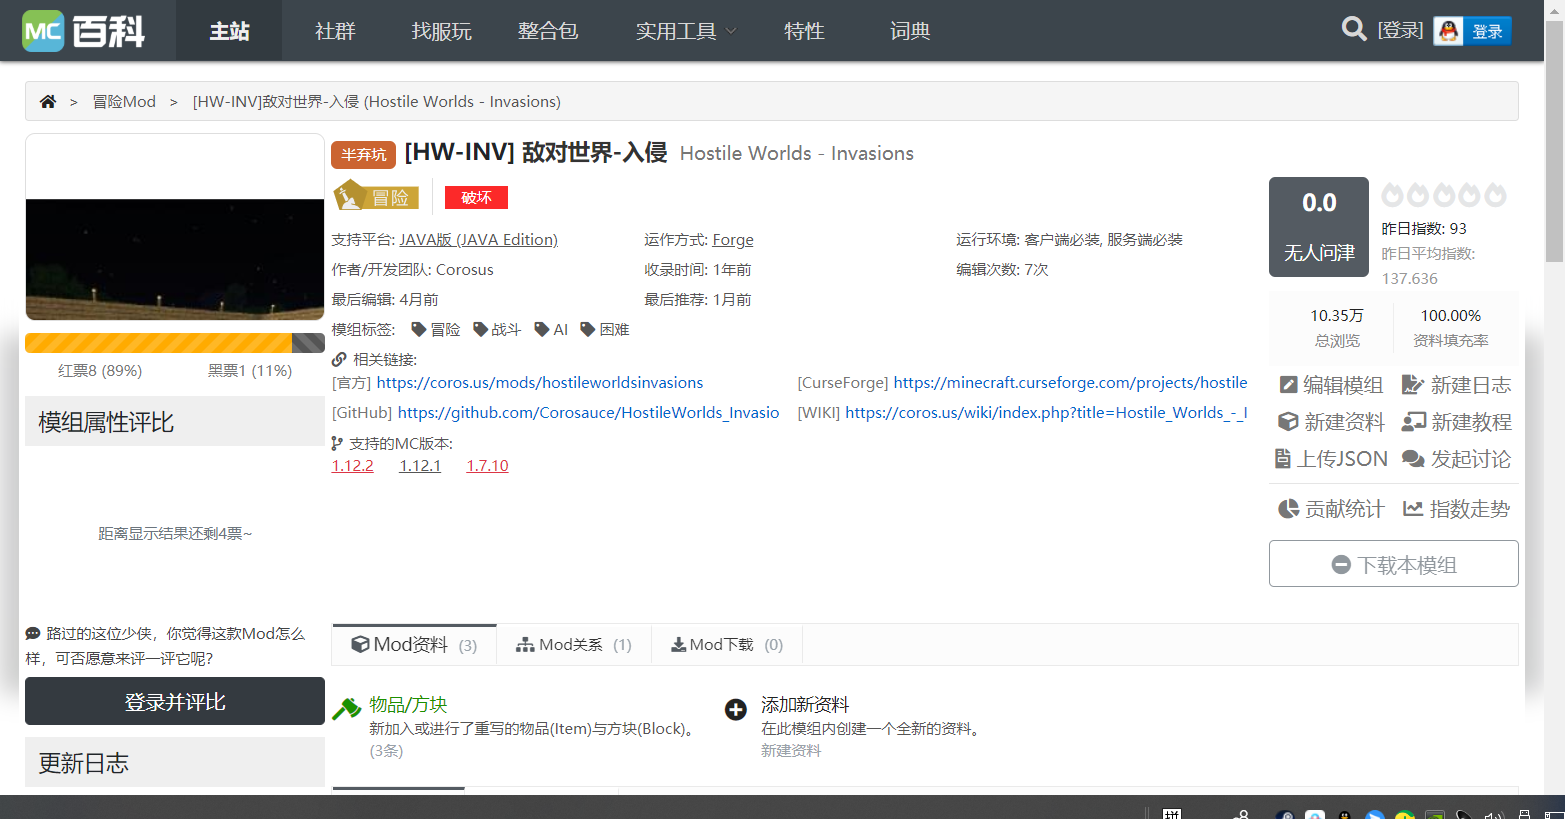 MC 百科 主站 社群 找服玩 整合包 实用工具 特性 词典 [登录] 登录
> 冒险Mod > [HW-INV]敌对世界-入侵 (Hostile Worlds - Invasions)
半弃坑 [HW-INV] 敌对世界-入侵 Hostile Worlds - Invasions
冒险 破坏
支持平台: JAVA版 (JAVA Edition) 运作方式: Forge 运行环境: 客户端必装, 服务端必装
作者/开发团队: Corosus 收录时间: 1年前 编辑次数: 7次
最后编辑: 4月前 最后推荐: 1月前
模组标签: 冒险 战斗 AI 困难
相关链接:
[官方] https://coros.us/mods/hostileworldsinvasions [CurseForge] https://minecraft.curseforge.com/projects/hostile
[GitHub] https://github.com/Corosauce/HostileWorlds_Invasio [WIKI] https://coros.us/wiki/index.php?title=Hostile_Worlds_-_I
支持的MC版本:
1.12.2 1.12.1 1.7.10
0.0
无人问津
昨日指数: 93
昨日平均指数:
137.636
10.35万 100.00%
总浏览 资料填充率
编辑模组 新建日志
新建资料 新建教程
上传JSON 发起讨论
贡献统计 指数走势
下载本模组
红票8 (89%) 黑票1 (11%)
模组属性评比
距离显示结果还剩4票~
路过的这位少侠，你觉得这款Mod怎么
样，可否愿意来评一评它呢?
登录并评比
更新日志
Mod资料 (3) Mod关系 (1) Mod下载 (0)
物品/方块 添加新资料
新加入或进行了重写的物品(Item)与方块(Block)。 在此模组内创建一个全新的资料。
(3条) 新建资料
拼